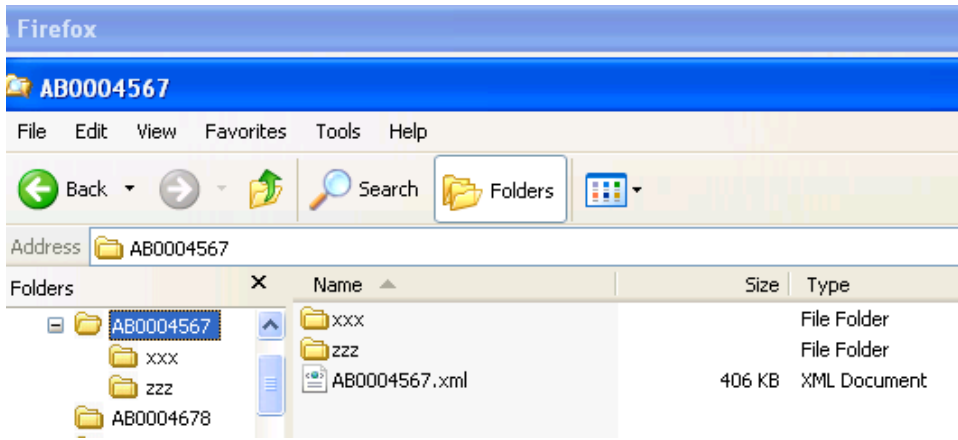 Firefox
AB0004567
File Edit View Favorites Tools Help
Back Search Folders
Address AB0004567
Folders × Name Size Type
AB0004567 xxx File Folder
xxx zzz File Folder
zzz AB0004567.xml 406 KB XML Document
AB0004678